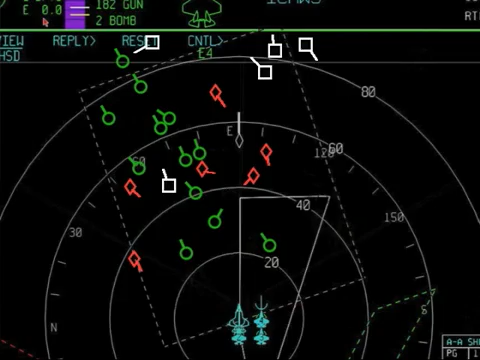 E 0.0 182 GUN
2 BOMB
REPLY> RESET CNTL>
HSD E4
80
E
60
120
40
30 150
20
N S
PG